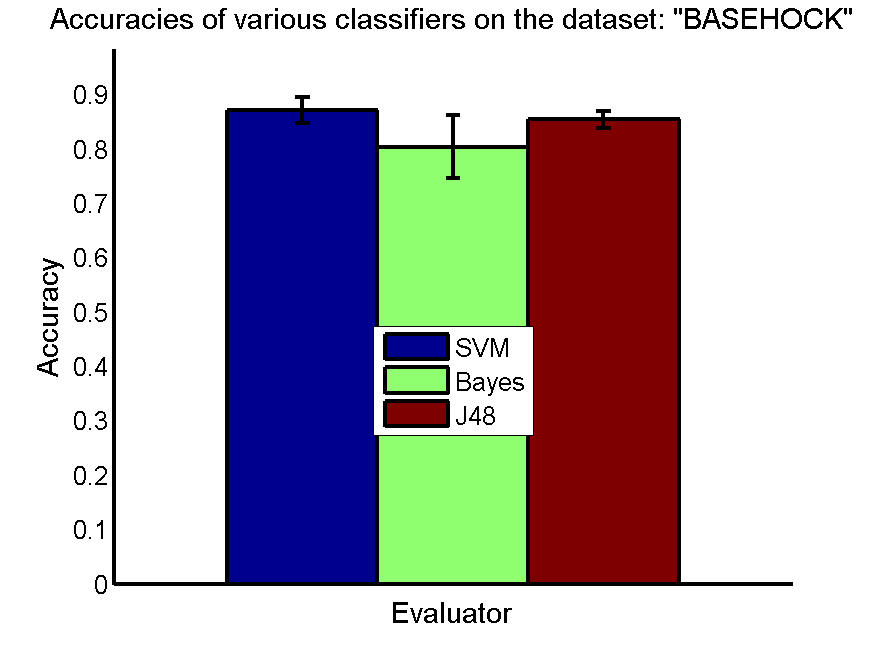 Accuracies of various classifiers on the dataset: "BASEHOCK"
0.9
0.8
0.7
0.6
0.5
0.4
0.3
0.2
0.1
0
Accuracy
SVM
Bayes
J48
Evaluator